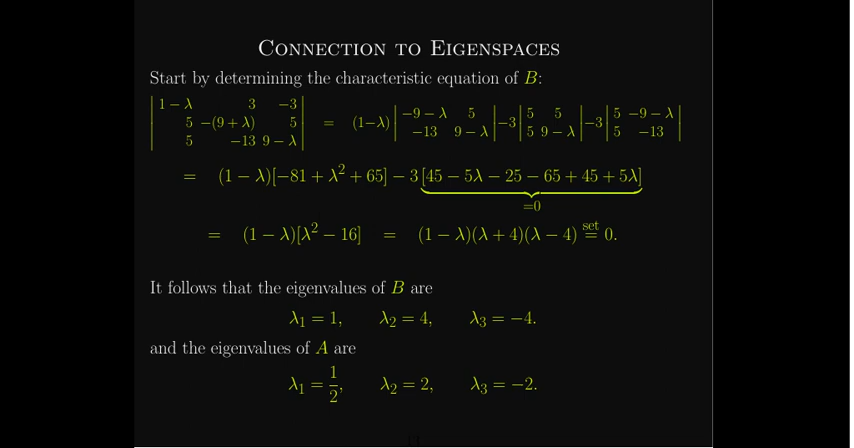 CONNECTION TO EIGENSPACES
Start by determining the characteristic equation of B:
| 1 − λ 3 −3 ; 5 −(9 + λ) 5 ; 5 −13 9 − λ | = (1−λ) | −9 − λ 5 ; −13 9 − λ | −3 | 5 5 ; 5 9 − λ | −3 | 5 −9 − λ ; 5 −13 |
= (1 − λ)[−81 + λ² + 65] − 3 [45 − 5λ − 25 − 65 + 45 + 5λ]
=0
= (1 − λ)[λ² − 16] = (1 − λ)(λ + 4)(λ − 4) set = 0.
It follows that the eigenvalues of B are
λ₁ = 1, λ₂ = 4, λ₃ = −4.
and the eigenvalues of A are
λ₁ = 1/2, λ₂ = 2, λ₃ = −2.